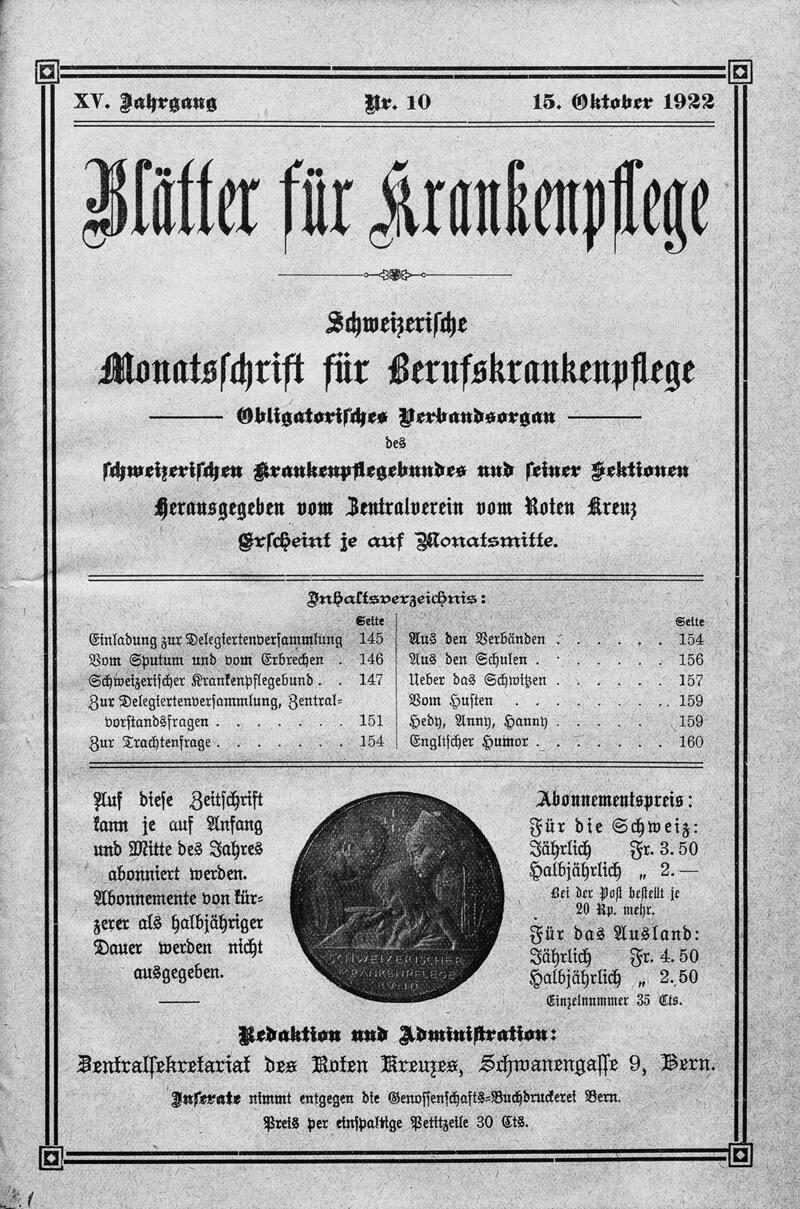 XV. Jahrgang Nr. 10 15. Oktober 1922
Blätter für Krankenpflege
Schweizerische
Monatsschrift für Berufskrankenpflege
Obligatorisches Verbandsorgan
des
schweizerischen Krankenpflegebundes und seiner Sektionen
Herausgegeben vom Zentralverein vom Roten Kreuz
Erscheint je auf Monatsmitte.
Inhaltsverzeichnis:
Seite
Einladung zur Delegiertenversammlung 145
Vom Sputum und vom Erbrechen . 146
Schweizerischer Krankenpflegebund . . 147
Zur Delegiertenversammlung, Zentral=
vorstandsfragen . . . . . . . 151
Zur Trachtenfrage . . . . . . . 154
Seite
Aus den Verbänden . . . . . . 154
Aus den Schulen . . . . . . . 156
Ueber das Schwitzen . . . . . . 157
Vom Husten . . . . . . . . 159
Hedy, Anny, Hanny . . . . . . 159
Englischer Humor . . . . . . . 160
Auf diese Zeitschrift
kann je auf Anfang
und Mitte des Jahres
abonniert werden.
Abonnemente von kür=
zerer als halbjähriger
Dauer werden nicht
ausgegeben.
SCHWEIZERISCHER
KRANKENPFLEGE
BUND
Abonnementspreis:
Für die Schweiz:
Jährlich Fr. 3. 50
Halbjährlich „ 2. —
Bei der Post bestellt je
20 Rp. mehr.
Für das Ausland:
Jährlich Fr. 4. 50
Halbjährlich „ 2. 50
Einzelnummer 35 Cts.
Redaktion und Administration:
Zentralsekretariat des Roten Kreuzes, Schwanengasse 9, Bern.
Inserate nimmt entgegen die Genossenschafts=Buchdruckerei Bern.
Preis per einspaltige Petitzeile 30 Cts.